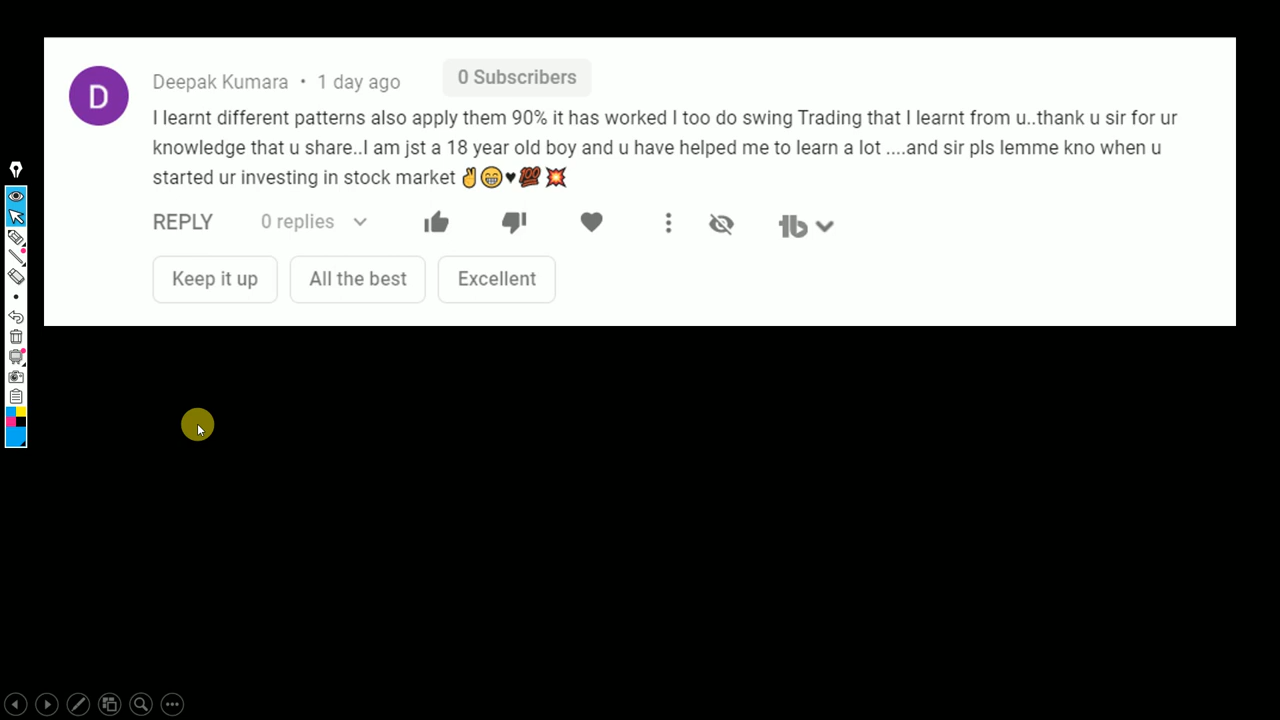 D
Deepak Kumara • 1 day ago 0 Subscribers
I learnt different patterns also apply them 90% it has worked I too do swing Trading that I learnt from u..thank u sir for ur
knowledge that u share..I am jst a 18 year old boy and u have helped me to learn a lot ....and sir pls lemme kno when u
started ur investing in stock market ✌😁♥💯💥
REPLY 0 replies
Keep it up All the best Excellent